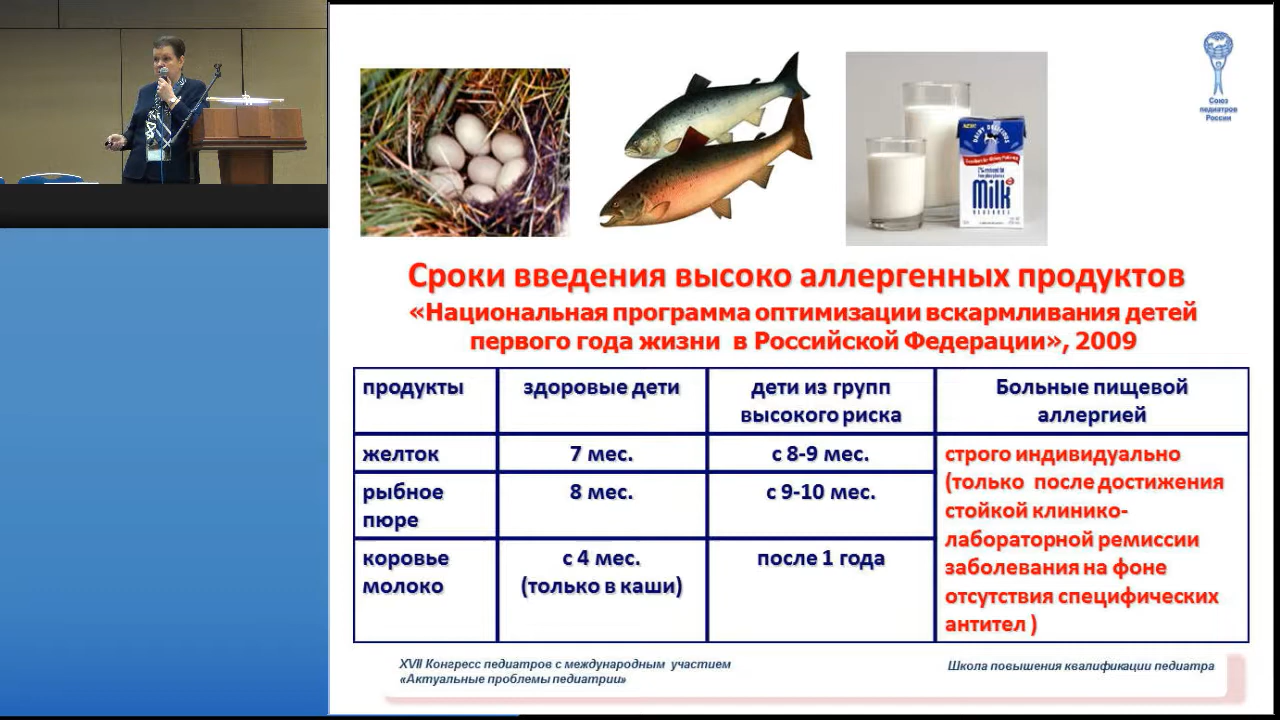 Союз
педиатров
России
Milk
Сроки введения высоко аллергенных продуктов
«Национальная программа оптимизации вскармливания детей
первого года жизни в Российской Федерации», 2009
продукты
здоровые дети
дети из групп
высокого риска
Больные пищевой
аллергией
желток
7 мес.
с 8-9 мес.
строго индивидуально
(только после достижения
стойкой клинико-
лабораторной ремиссии
заболевания на фоне
отсутствия специфических
антител )
рыбное
пюре
8 мес.
с 9-10 мес.
коровье
молоко
с 4 мес.
(только в каши)
после 1 года
XVII Конгресс педиатров с международным участием
«Актуальные проблемы педиатрии»
Школа повышения квалификации педиатра